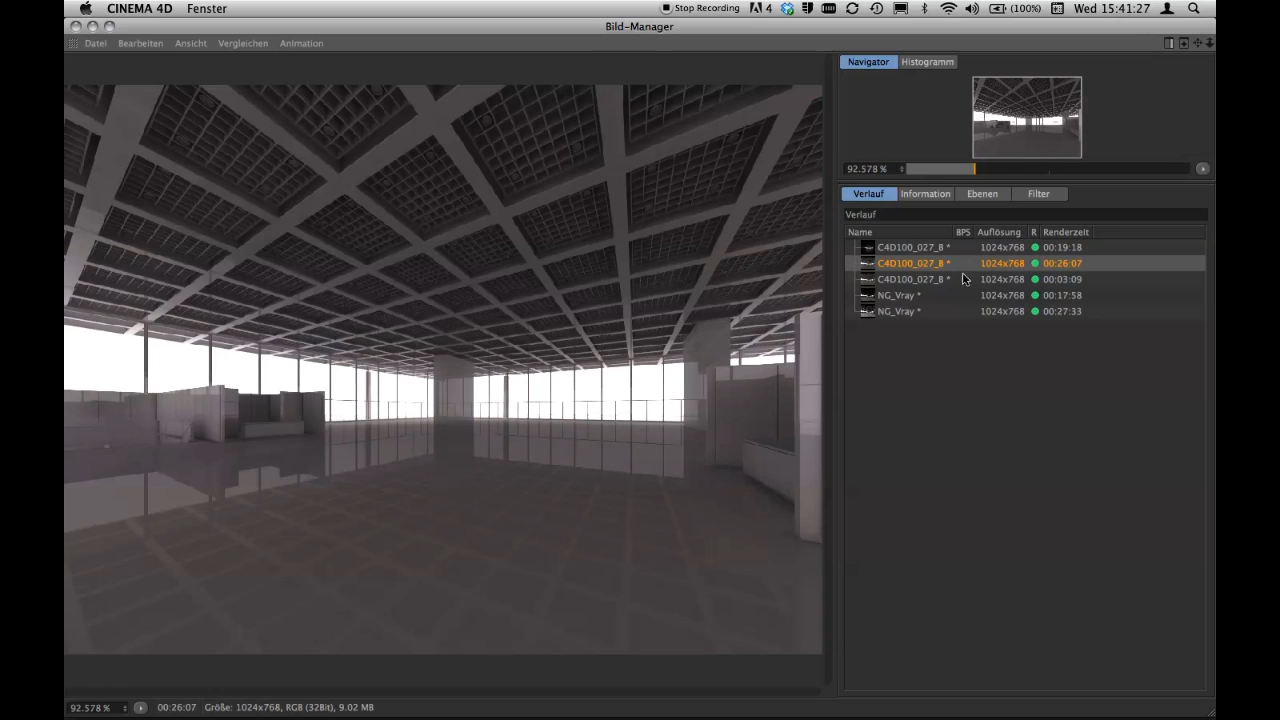 CINEMA 4D Fenster Stop Recording 4 (100%) Wed 15:41:27
Bild-Manager
Datei Bearbeiten Ansicht Vergleichen Animation
Navigator Histogramm
92.578 %
Verlauf Information Ebenen Filter
Verlauf
Name BPS Auflösung R Renderzeit
C4D100_027_B * 1024x768 00:19:18
C4D100_027_B * 1024x768 00:26:07
C4D100_027_B * 1024x768 00:03:09
NG_Vray * 1024x768 00:17:58
NG_Vray * 1024x768 00:27:33
92.578 % 00:26:07 Größe: 1024x768, RGB (32Bit), 9.02 MB